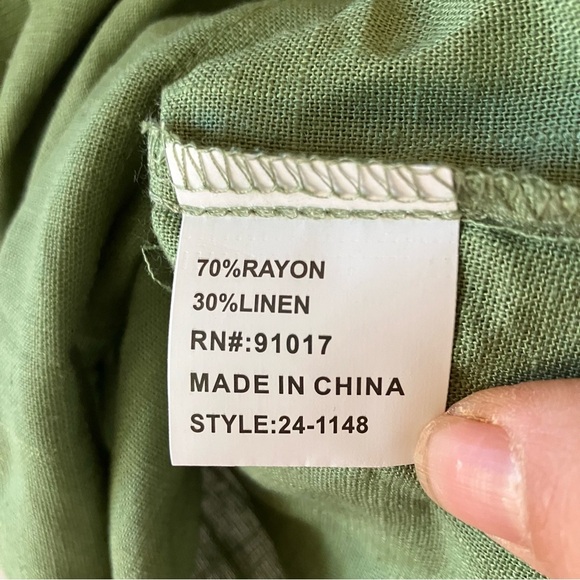 70%RAYON
30%LINEN
RN#:91017
MADE IN CHINA
STYLE:24-1148